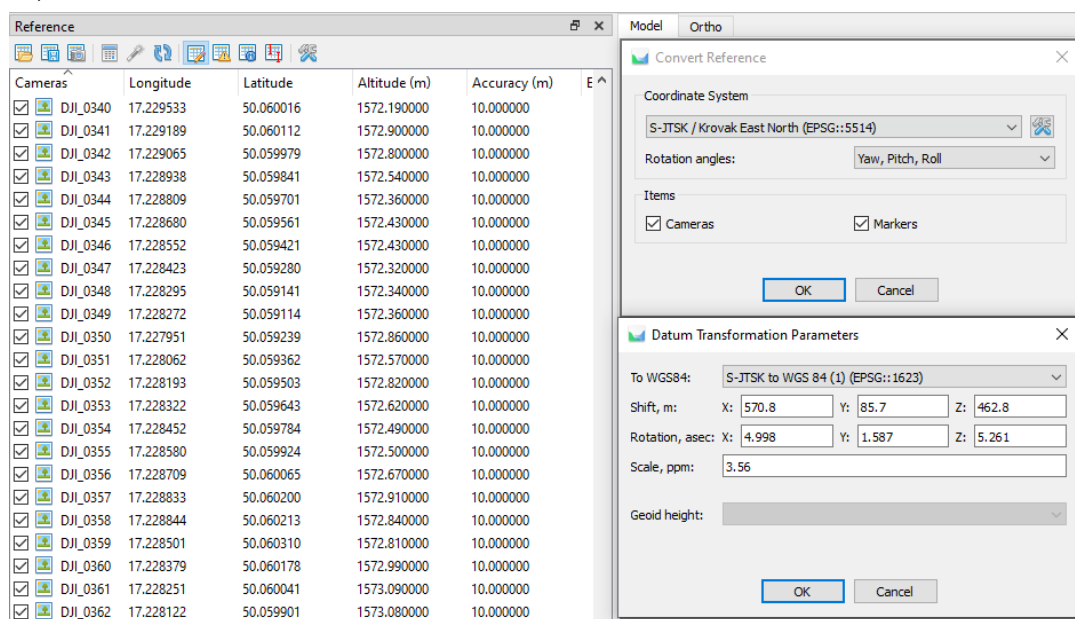 Reference
Cameras Longitude Latitude Altitude (m) Accuracy (m)
DJI_0340 17.229533 50.060016 1572.190000 10.000000
DJI_0341 17.229189 50.060112 1572.900000 10.000000
DJI_0342 17.229065 50.059979 1572.800000 10.000000
DJI_0343 17.228938 50.059841 1572.540000 10.000000
DJI_0344 17.228809 50.059701 1572.360000 10.000000
DJI_0345 17.228680 50.059561 1572.430000 10.000000
DJI_0346 17.228552 50.059421 1572.430000 10.000000
DJI_0347 17.228423 50.059280 1572.320000 10.000000
DJI_0348 17.228295 50.059141 1572.340000 10.000000
DJI_0349 17.228272 50.059114 1572.360000 10.000000
DJI_0350 17.227951 50.059239 1572.860000 10.000000
DJI_0351 17.228062 50.059362 1572.570000 10.000000
DJI_0352 17.228193 50.059503 1572.820000 10.000000
DJI_0353 17.228322 50.059643 1572.620000 10.000000
DJI_0354 17.228452 50.059784 1572.490000 10.000000
DJI_0355 17.228580 50.059924 1572.500000 10.000000
DJI_0356 17.228709 50.060065 1572.670000 10.000000
DJI_0357 17.228833 50.060200 1572.910000 10.000000
DJI_0358 17.228844 50.060213 1572.840000 10.000000
DJI_0359 17.228501 50.060310 1572.810000 10.000000
DJI_0360 17.228379 50.060178 1572.990000 10.000000
DJI_0361 17.228251 50.060041 1573.090000 10.000000
DJI_0362 17.228122 50.059901 1573.080000 10.000000
Model Ortho
Convert Reference
Coordinate System
S-JTSK / Krovak East North (EPSG::5514)
Rotation angles: Yaw, Pitch, Roll
Items
Cameras Markers
OK Cancel
Datum Transformation Parameters
To WGS84: S-JTSK to WGS 84 (1) (EPSG::1623)
Shift, m: X: 570.8 Y: 85.7 Z: 462.8
Rotation, asec: X: 4.998 Y: 1.587 Z: 5.261
Scale, ppm: 3.56
Geoid height:
OK Cancel